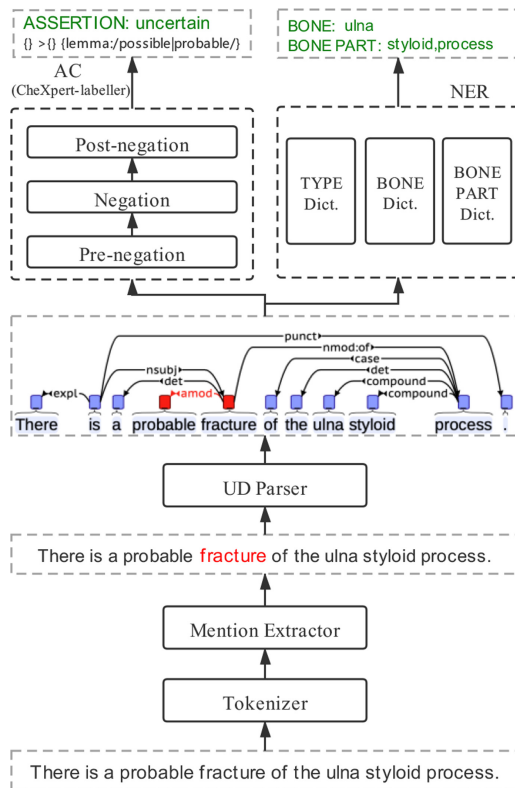 ASSERTION: uncertain
{} >{} {lemma:/possible|probable/}
BONE: ulna
BONE PART: styloid,process
AC
(CheXpert-labeller)
NER
Post-negation
Negation
Pre-negation
TYPE
Dict.
BONE
Dict.
BONE
PART
Dict.
punct
nmod:of
case
nsubj
det
det
compound
expl
amod
compound
There is a probable fracture of the ulna styloid process .
UD Parser
There is a probable fracture of the ulna styloid process.
Mention Extractor
Tokenizer
There is a probable fracture of the ulna styloid process.